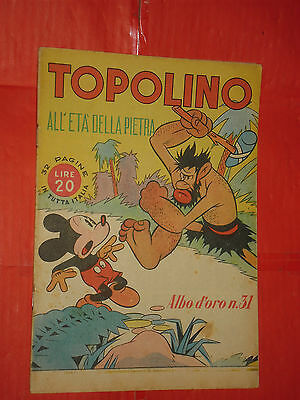 TOPOLINO
ALL'ETÀ DELLA PIETRA
32 PAGINE
LIRE
20
IN TUTTA ITALIA
Albo d'oro n.31